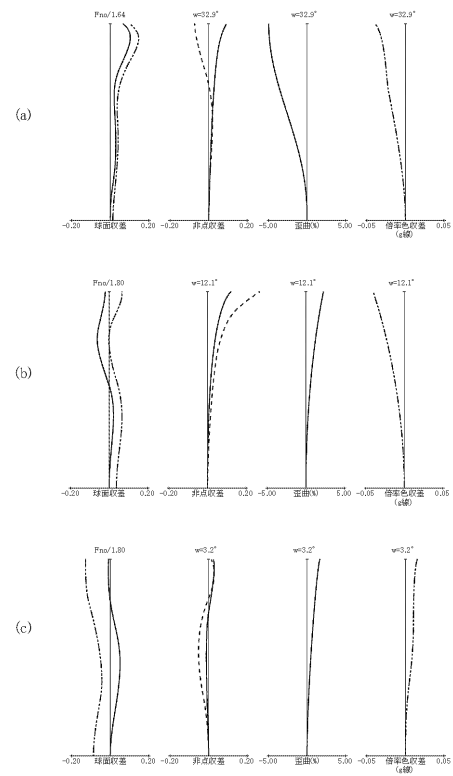 Fno/1.64 w=32.9° w=32.9° w=32.9°
(a)
-0.20 球面収差 0.20 -0.20 非点収差 0.20 -5.00 歪曲(%) 5.00 -0.05 倍率色収差 0.05
(g線)
Fno/1.80 w=12.1° w=12.1° w=12.1°
(b)
-0.20 球面収差 0.20 -0.20 非点収差 0.20 -5.00 歪曲(%) 5.00 -0.05 倍率色収差 0.05
(g線)
Fno/1.80 w=3.2° w=3.2° w=3.2°
(c)
-0.20 球面収差 0.20 -0.20 非点収差 0.20 -5.00 歪曲(%) 5.00 -0.05 倍率色収差 0.05
(g線)